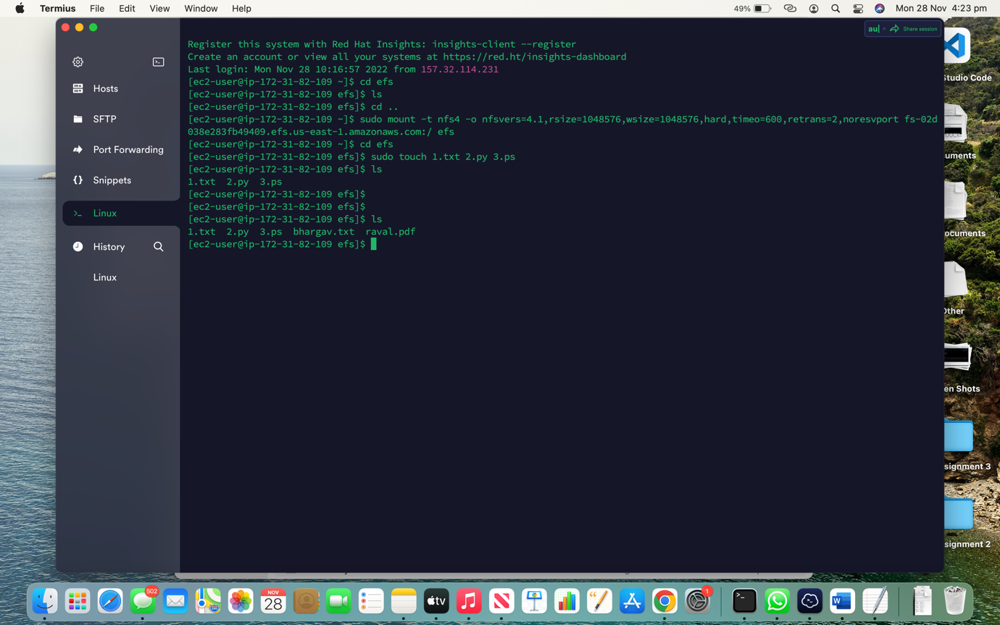 Termius File Edit View Window Help 49% Mon 28 Nov 4:23 pm
au| Share session
Register this system with Red Hat Insights: insights-client --register
Create an account or view all your systems at https://red.ht/insights-dashboard
Last login: Mon Nov 28 10:16:57 2022 from 157.32.114.231
[ec2-user@ip-172-31-82-109 ~]$ cd efs
[ec2-user@ip-172-31-82-109 efs]$ ls
[ec2-user@ip-172-31-82-109 efs]$ cd ..
[ec2-user@ip-172-31-82-109 ~]$ sudo mount -t nfs4 -o nfsvers=4.1,rsize=1048576,wsize=1048576,hard,timeo=600,retrans=2,noresvport fs-02d
038e283fb49409.efs.us-east-1.amazonaws.com:/ efs
[ec2-user@ip-172-31-82-109 ~]$ cd efs
[ec2-user@ip-172-31-82-109 efs]$ sudo touch 1.txt 2.py 3.ps
[ec2-user@ip-172-31-82-109 efs]$ ls
1.txt 2.py 3.ps
[ec2-user@ip-172-31-82-109 efs]$
[ec2-user@ip-172-31-82-109 efs]$
[ec2-user@ip-172-31-82-109 efs]$ ls
1.txt 2.py 3.ps bhargav.txt raval.pdf
[ec2-user@ip-172-31-82-109 efs]$
Hosts
SFTP
Port Forwarding
Snippets
Linux
History
Linux
Studio Code
uments
ocuments
Other
en Shots
signment 3
signment 2
502
NOV
28
tv
1
W